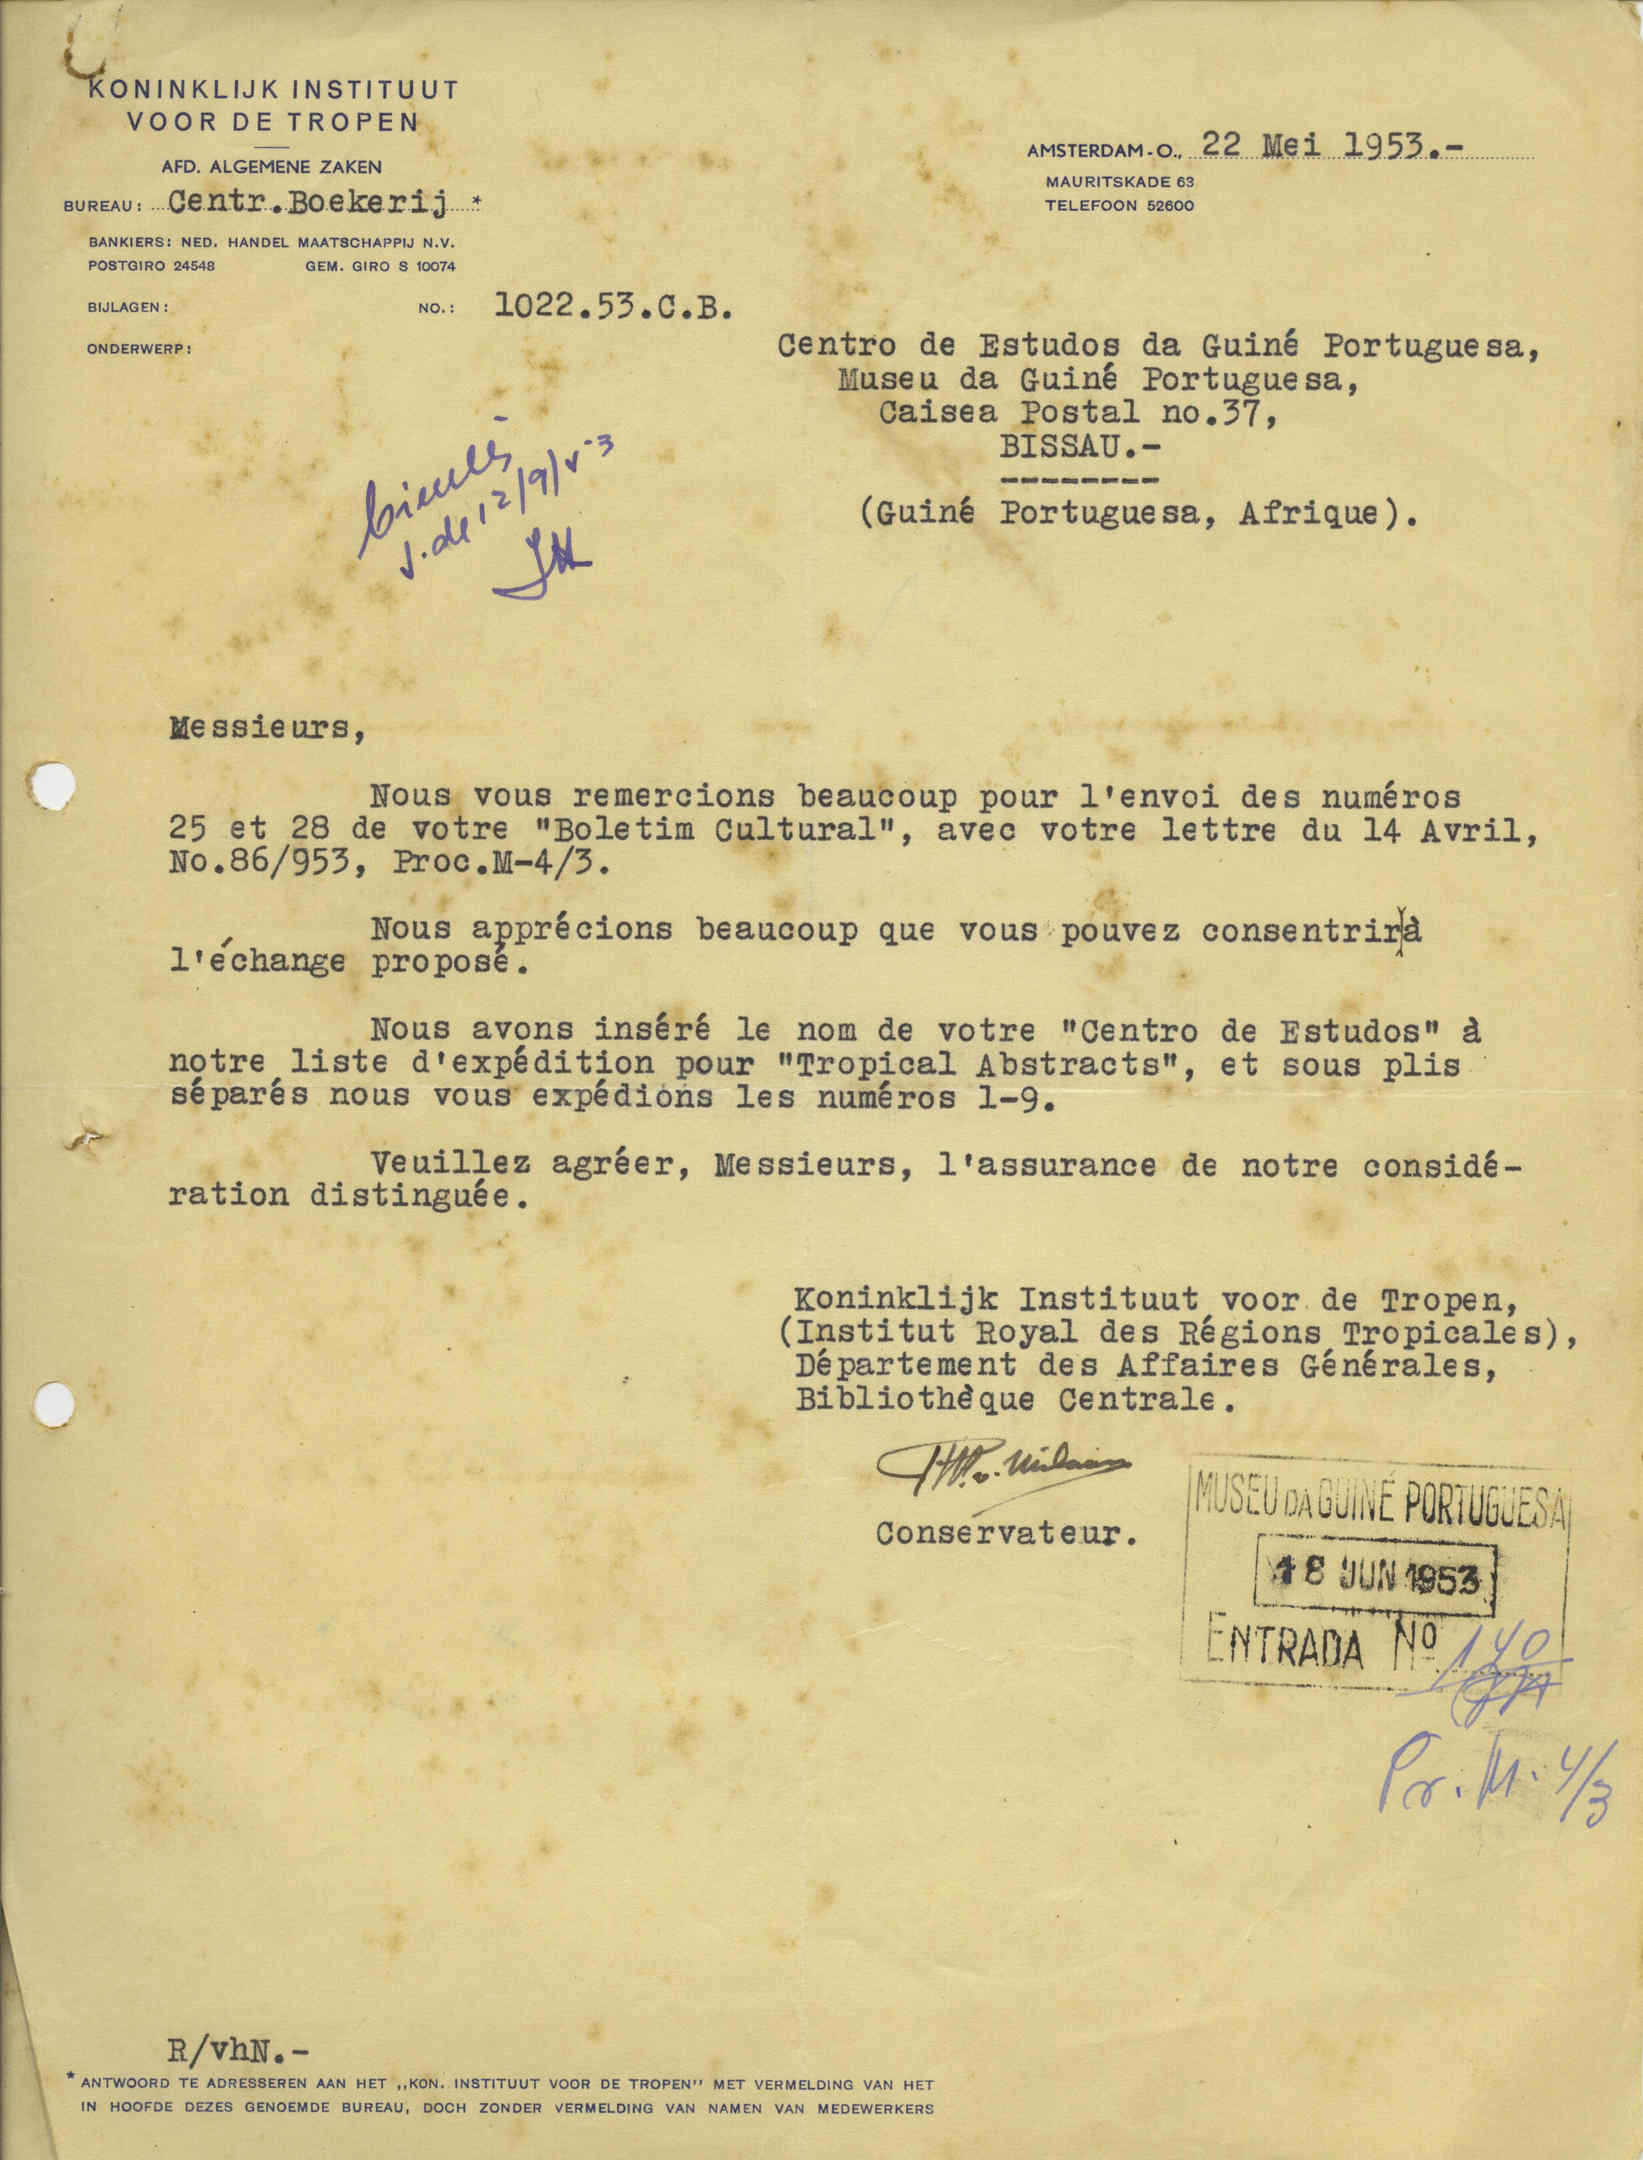 KONINKLIJK INSTITUUT
VOOR DE TROPEN
AFD. ALGEMENE ZAKEN
BUREAU: Centr.Boekerij *
BANKIERS: NED. HANDEL MAATSCHAPPIJ N.V.
POSTGIRO 24548 GEM. GIRO S 10074
BIJLAGEN: NO.: 1022.53.C.B.
ONDERWERP:
AMSTERDAM-O., 22 Mei 1953.-
MAURITSKADE 63
TELEFOON 52600
Centro de Estudos da Guiné Portuguesa,
Museu da Guiné Portuguesa,
Caisea Postal no.37,
BISSAU.-
--------
(Guiné Portuguesa, Afrique).
de 12/9/53
Messieurs,
Nous vous remercions beaucoup pour l'envoi des numéros
25 et 28 de votre "Boletim Cultural", avec votre lettre du 14 Avril,
No.86/953, Proc.M-4/3.
Nous apprécions beaucoup que vous pouvez consentrir à
l'échange proposé.
Nous avons inséré le nom de votre "Centro de Estudos" à
notre liste d'expédition pour "Tropical Abstracts", et sous plis
séparés nous vous expédions les numéros 1-9.
Veuillez agréer, Messieurs, l'assurance de notre considé-
ration distinguée.
Koninklijk Instituut voor de Tropen,
(Institut Royal des Régions Tropicales),
Département des Affaires Générales,
Bibliothèque Centrale.
Conservateur.
MUSEU DA GUINÉ PORTUGUESA
18 JUN 1953
ENTRADA Nº 140
Pr. M. 4/3
R/vhN.-
* ANTWOORD TE ADRESSEREN AAN HET ,,KON. INSTITUUT VOOR DE TROPEN'' MET VERMELDING VAN HET
IN HOOFDE DEZES GENOEMDE BUREAU, DOCH ZONDER VERMELDING VAN NAMEN VAN MEDEWERKERS